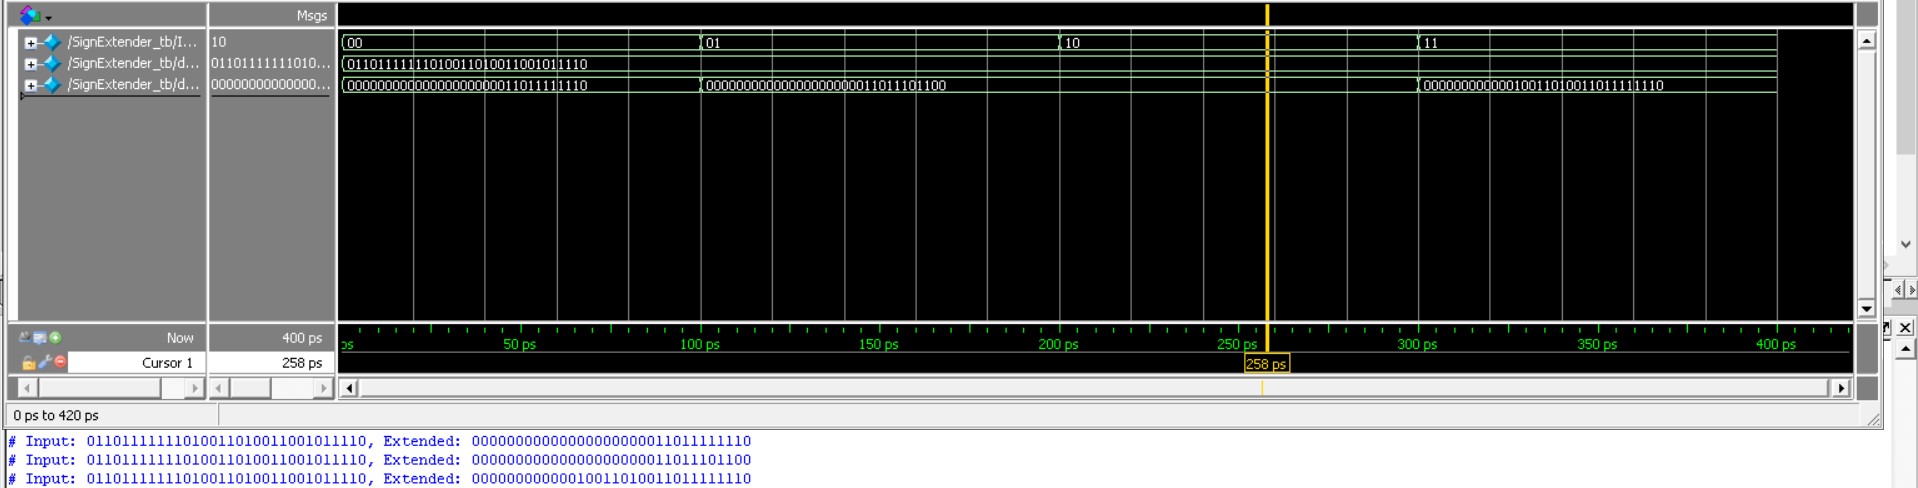 Msgs
/SignExtender_tb/I... 10 00 01 10 11
/SignExtender_tb/d... 01101111111010... 01101111111010011010011001011110
/SignExtender_tb/d... 00000000000000... 00000000000000000000011011111110 00000000000000000000011011101100 00000000000010011010011011111110
Now 400 ps 50 ps 100 ps 150 ps 200 ps 250 ps 300 ps 350 ps 400 ps
Cursor 1 258 ps 258 ps
0 ps to 420 ps
# Input: 01101111111010011010011001011110, Extended: 00000000000000000000011011111110
# Input: 01101111111010011010011001011110, Extended: 00000000000000000000011011101100
# Input: 01101111111010011010011001011110, Extended: 00000000000010011010011011111110